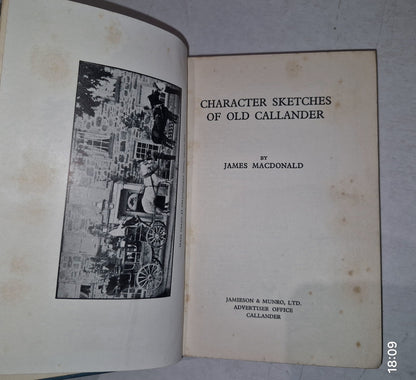 CHARACTER SKETCHES
OF OLD CALLANDER
BY
JAMES MACDONALD
JAMIESON & MUNRO, LTD.
ADVERTISER OFFICE
CALLANDER
18:09